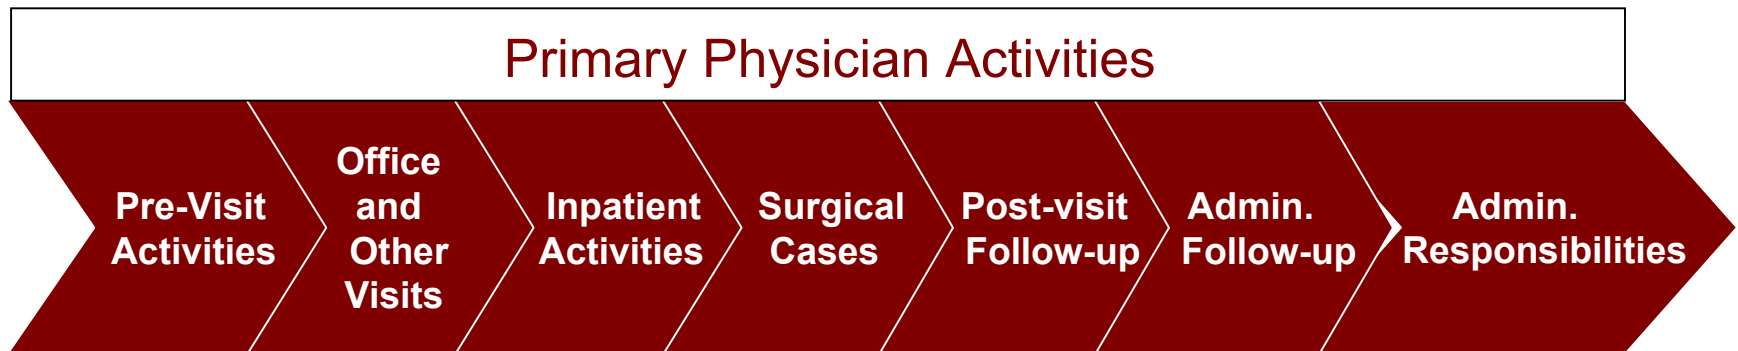 Primary Physician Activities
Pre-Visit
Activities
Office
and
Other
Visits
Inpatient
Activities
Surgical
Cases
Post-visit
Follow-up
Admin.
Follow-up
Admin.
Responsibilities